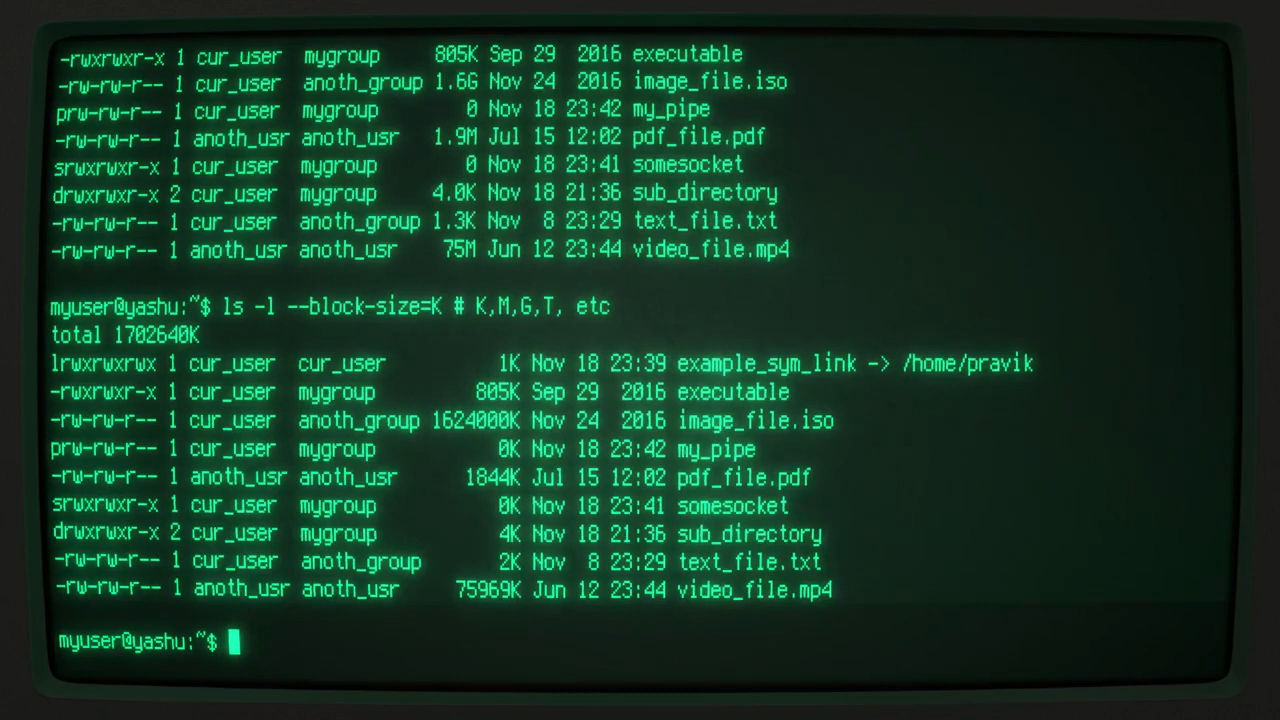 -rwxrwxr-x 1 cur_user  mygroup     805K Sep 29  2016 executable
-rw-rw-r-- 1 cur_user  anoth_group 1.6G Nov 24  2016 image_file.iso
prw-rw-r-- 1 cur_user  mygroup        0 Nov 18 23:42 my_pipe
-rw-rw-r-- 1 anoth_usr anoth_usr   1.9M Jul 15 12:02 pdf_file.pdf
srwxrwxr-x 1 cur_user  mygroup        0 Nov 18 23:41 somesocket
drwxrwxr-x 2 cur_user  mygroup     4.0K Nov 18 21:36 sub_directory
-rw-rw-r-- 1 cur_user  anoth_group 1.3K Nov  8 23:29 text_file.txt
-rw-rw-r-- 1 anoth_usr anoth_usr    75M Jun 12 23:44 video_file.mp4
myuser@yashu:~$ ls -l --block-size=K # K,M,G,T, etc
total 1702640K
lrwxrwxrwx 1 cur_user  cur_user          1K Nov 18 23:39 example_sym_link -> /home/pravik
-rwxrwxr-x 1 cur_user  mygroup         805K Sep 29  2016 executable
-rw-rw-r-- 1 cur_user  anoth_group 1624000K Nov 24  2016 image_file.iso
prw-rw-r-- 1 cur_user  mygroup           0K Nov 18 23:42 my_pipe
-rw-rw-r-- 1 anoth_usr anoth_usr      1844K Jul 15 12:02 pdf_file.pdf
srwxrwxr-x 1 cur_user  mygroup           0K Nov 18 23:41 somesocket
drwxrwxr-x 2 cur_user  mygroup           4K Nov 18 21:36 sub_directory
-rw-rw-r-- 1 cur_user  anoth_group       2K Nov  8 23:29 text_file.txt
-rw-rw-r-- 1 anoth_usr anoth_usr     75969K Jun 12 23:44 video_file.mp4
myuser@yashu:~$